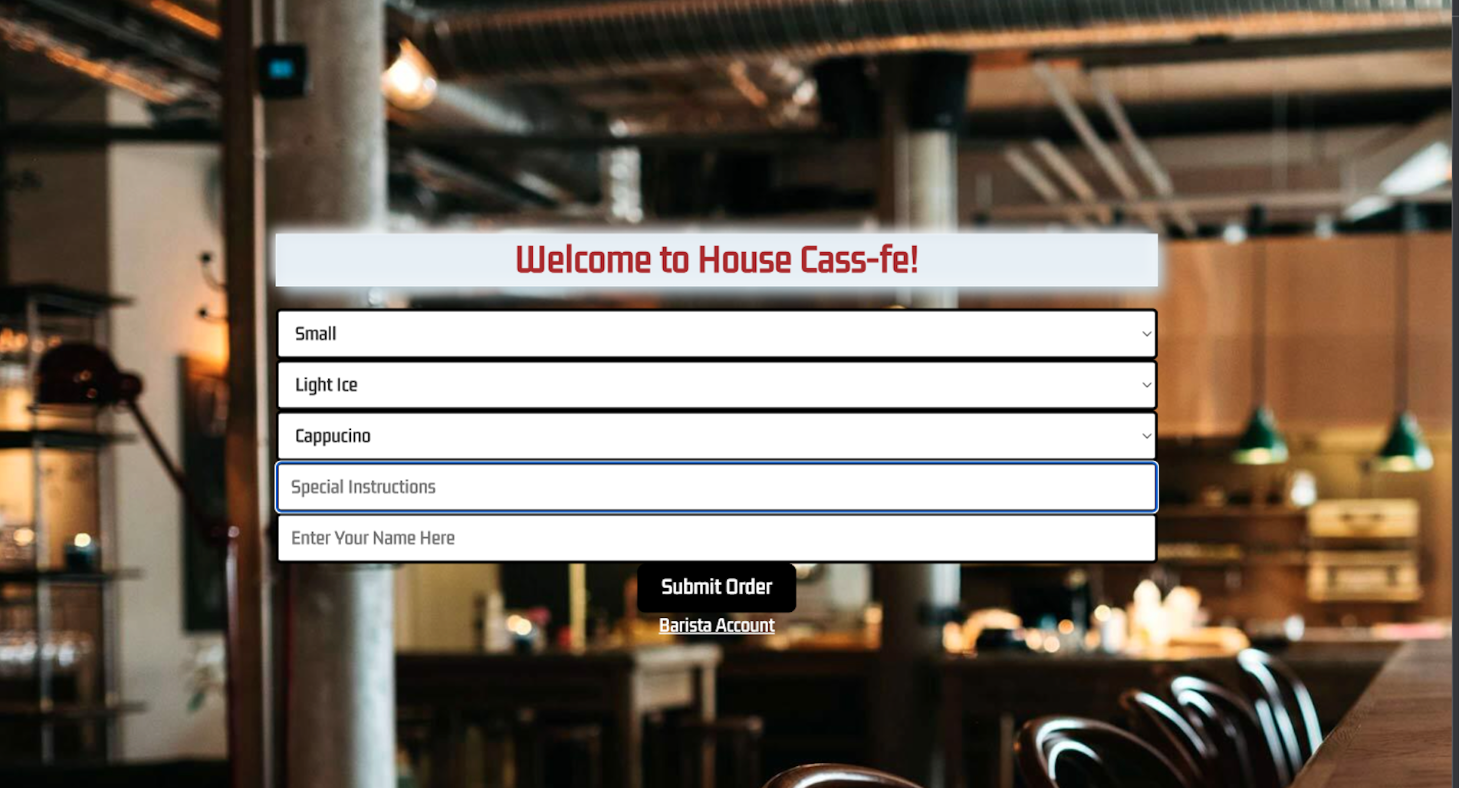 Welcome to House Cass-fe!
Small
Light Ice
Cappucino
Special Instructions
Enter Your Name Here
Submit Order
Barista Account